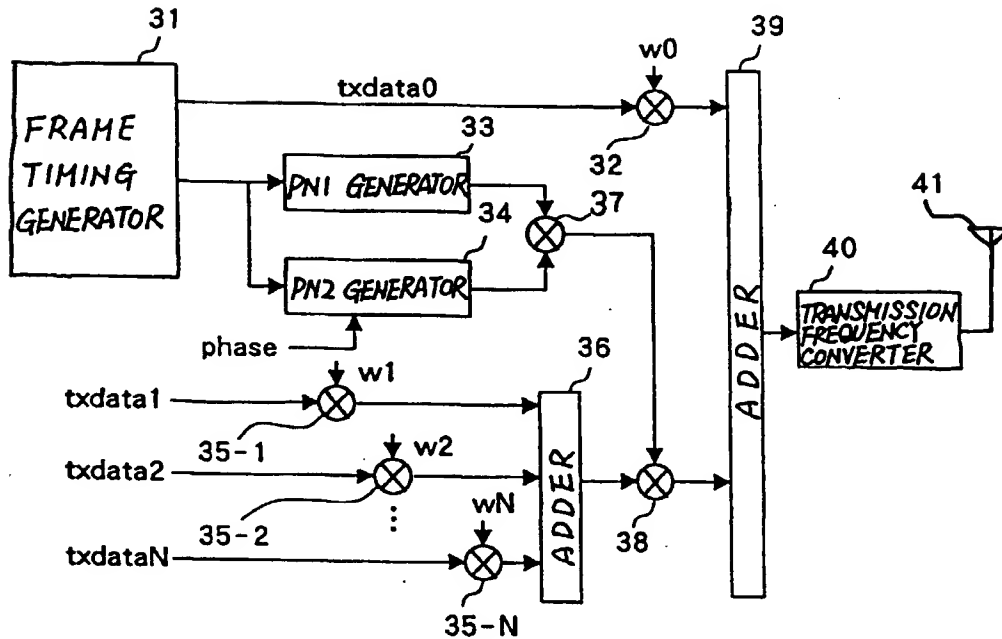 31
39
w0
txdata0
FRAME
TIMING
GENERATOR
32
33
PN1 GENERATOR
37
34
PN2 GENERATOR
phase
41
40
TRANSMISSION
FREQUENCY
CONVERTER
ADDER
36
w1
txdata1
35-1
w2
txdata2
35-2
...
wN
txdataN
35-N
ADDER
38